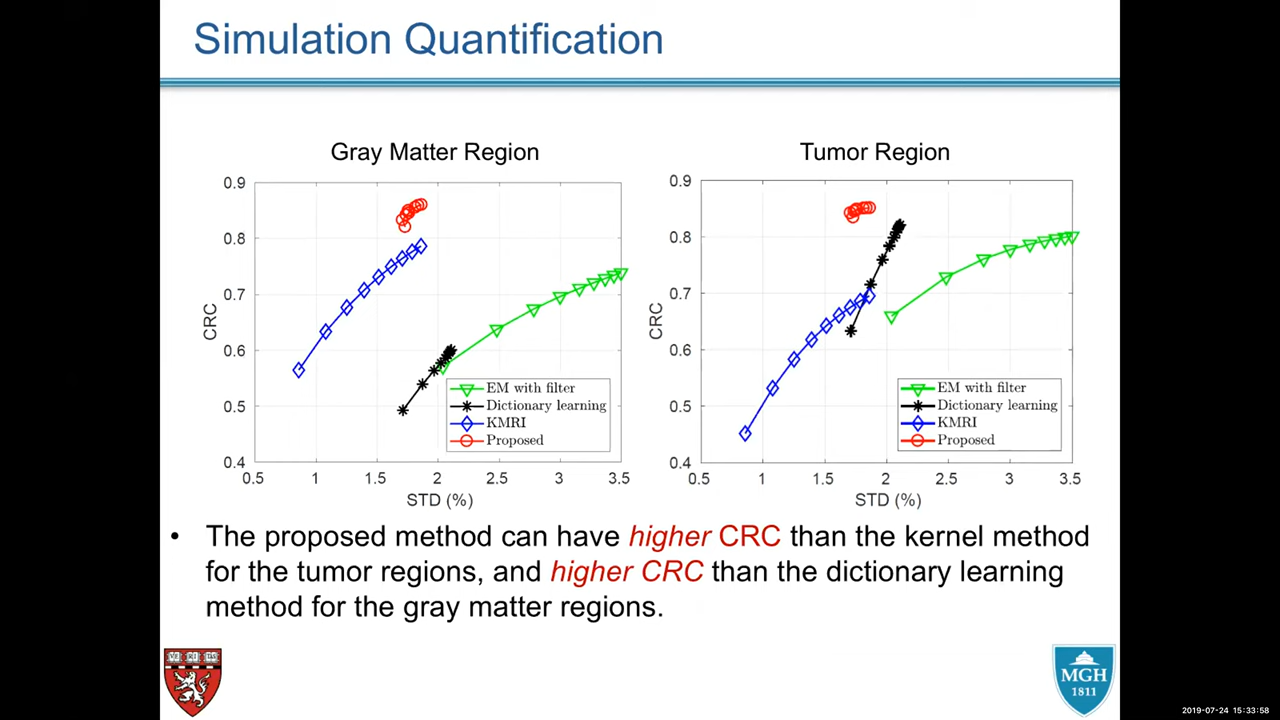 Simulation Quantification
Gray Matter Region
0.9
0.8
0.7
0.6
0.5
0.4
CRC
0.5 1 1.5 2 2.5 3 3.5
STD (%)
EM with filter
Dictionary learning
KMRI
Proposed
Tumor Region
0.9
0.8
0.7
0.6
0.5
0.4
CRC
0.5 1 1.5 2 2.5 3 3.5
STD (%)
EM with filter
Dictionary learning
KMRI
Proposed
• The proposed method can have higher CRC than the kernel method
for the tumor regions, and higher CRC than the dictionary learning
method for the gray matter regions.
VE RI TAS
MGH
1811
2019-07-24 15:33:58